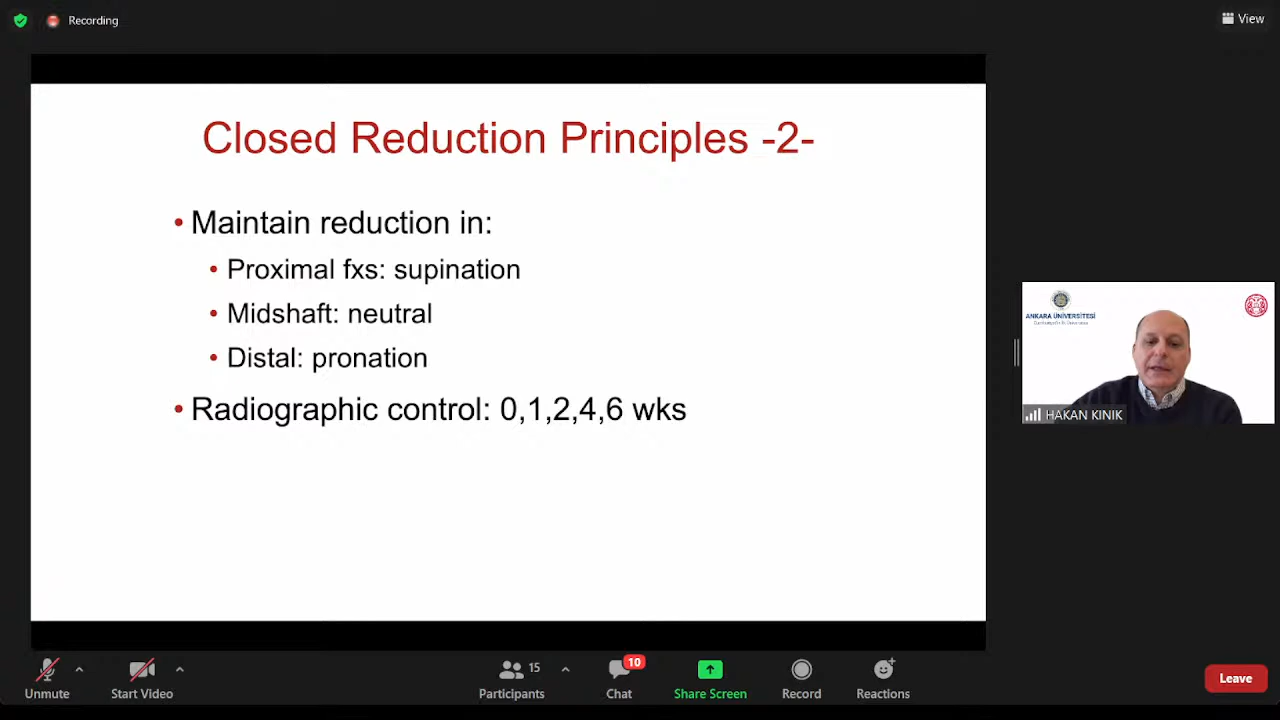 Recording
View
Closed Reduction Principles -2-
• Maintain reduction in:
• Proximal fxs: supination
• Midshaft: neutral
• Distal: pronation
• Radiographic control: 0,1,2,4,6 wks
ANKARA ÜNİVERSİTESİ
HAKAN KINIK
Unmute
Start Video
15
Participants
10
Chat
Share Screen
Record
Reactions
Leave